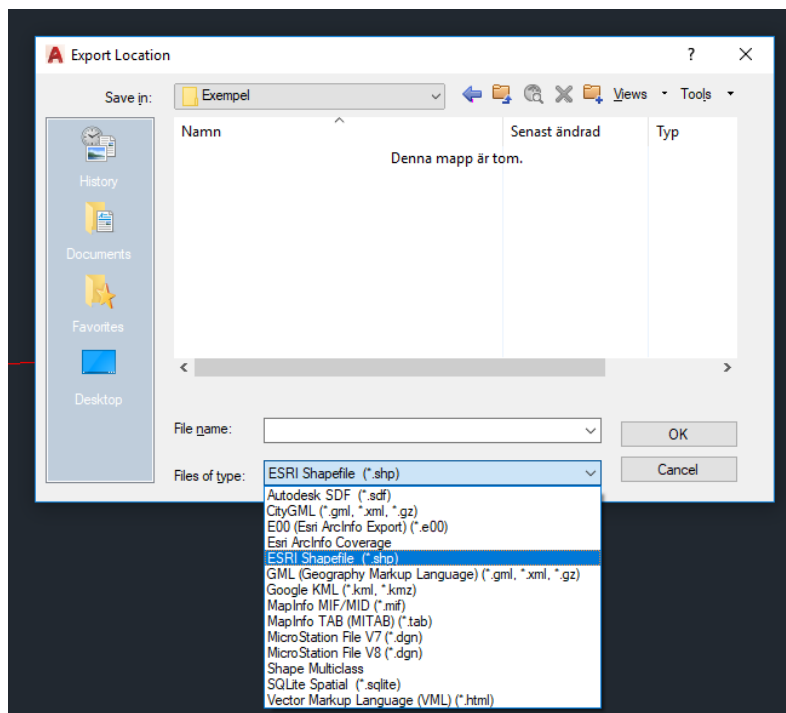 A Export Location ? ×
Save in: Exempel Views Tools
Namn Senast ändrad Typ
Denna mapp är tom.
History
Documents
Favorites
Desktop
File name: OK
Files of type: ESRI Shapefile (*.shp) Cancel
Autodesk SDF (*.sdf)
CityGML (*.gml, *.xml, *.gz)
E00 (Esri ArcInfo Export) (*.e00)
Esri ArcInfo Coverage
ESRI Shapefile (*.shp)
GML (Geography Markup Language) (*.gml, *.xml, *.gz)
Google KML (*.kml, *.kmz)
MapInfo MIF/MID (*.mif)
MapInfo TAB (MITAB) (*.tab)
MicroStation File V7 (*.dgn)
MicroStation File V8 (*.dgn)
Shape Multiclass
SQLite Spatial (*.sqlite)
Vector Markup Language (VML) (*.html)